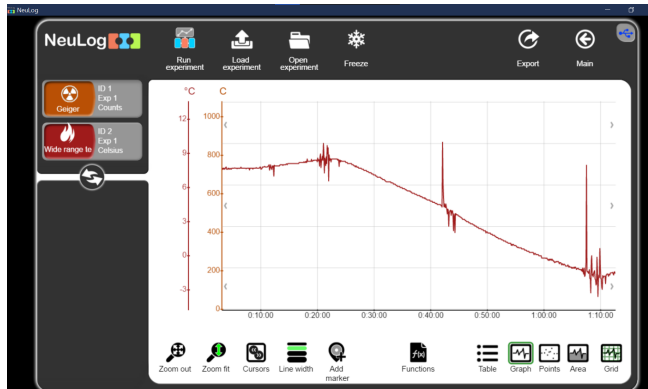 NeuLog
NeuLog
Run experiment
Load experiment
Open experiment
Freeze
Export
Main
Geiger
ID 1
Exp 1
Counts
Wide range te
ID 2
Exp 1
Celsius
°C
C
12
9
6
3
0
-3
1000
800
600
400
200
0
0:10:00
0:20:00
0:30:00
0:40:00
0:50:00
1:00:00
1:10:00
Zoom out
Zoom fit
Cursors
Line width
Add marker
f(x)
Functions
Table
Graph
Points
Area
Grid